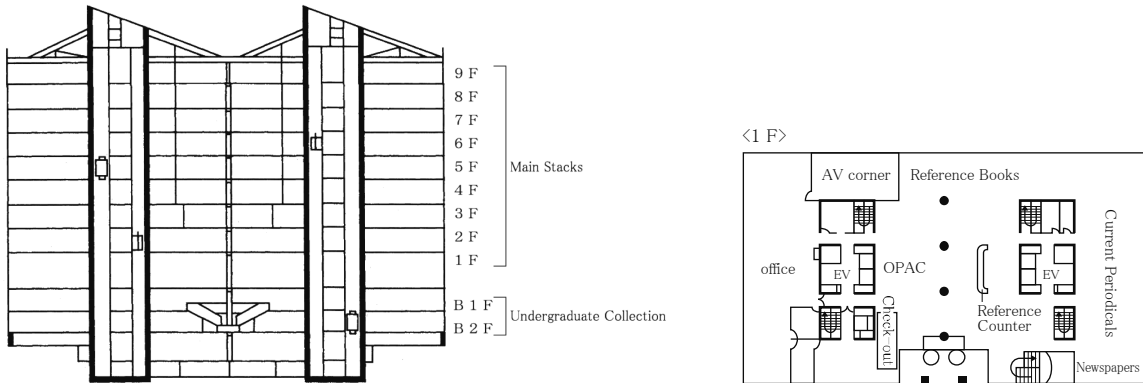 9 F
8 F
7 F
6 F
5 F
4 F
3 F
2 F
1 F
Main Stacks
B 1 F
B 2 F
Undergraduate Collection
<1 F>
AV corner
Reference Books
Current Periodicals
office
EV
OPAC
EV
Check-out
Reference
Counter
Newspapers